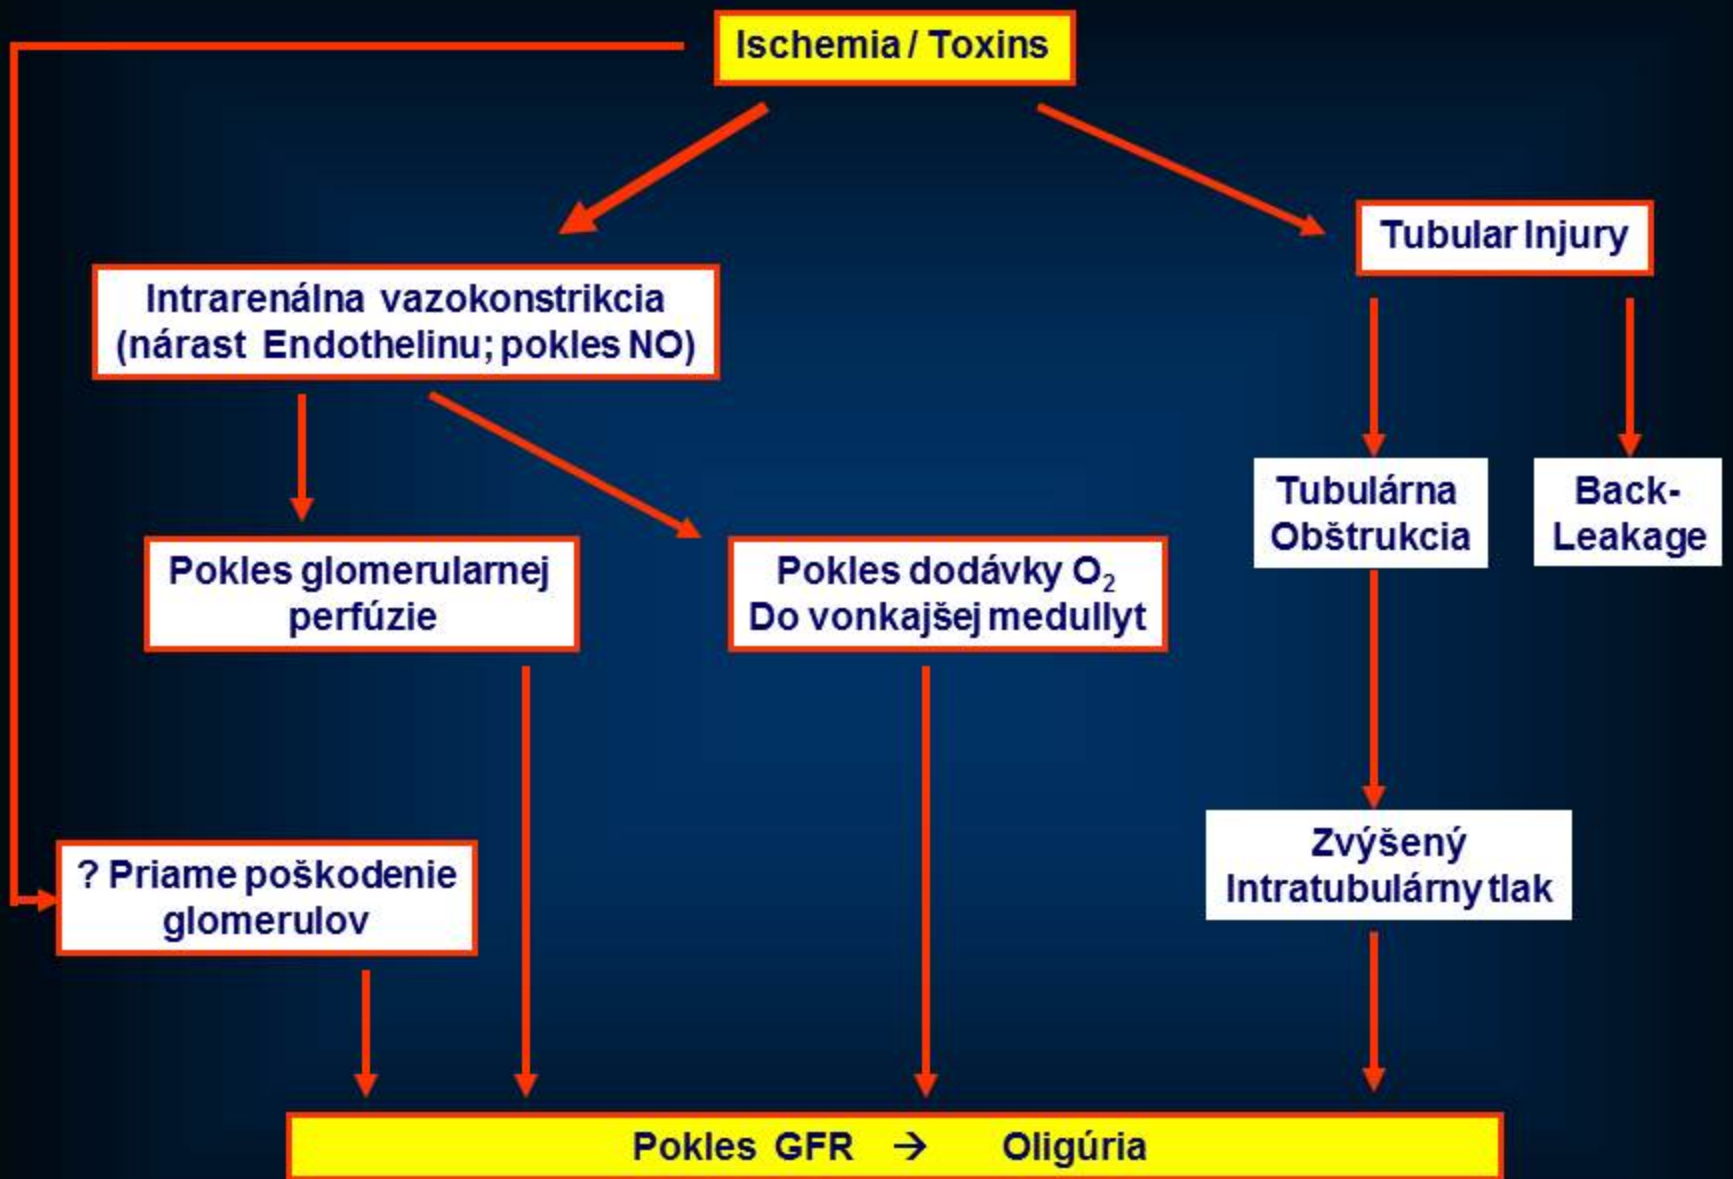 Ischemia / Toxins
Tubular Injury
Intrarenálna vazokonstrikcia
(nárast Endothelinu; pokles NO)
Tubulárna
Obštrukcia
Back-
Leakage
Pokles glomerularnej
perfúzie
Pokles dodávky O₂
Do vonkajšej medullyt
Zvýšený
Intratubulárny tlak
? Priame poškodenie
glomerulov
Pokles GFR → Oligúria